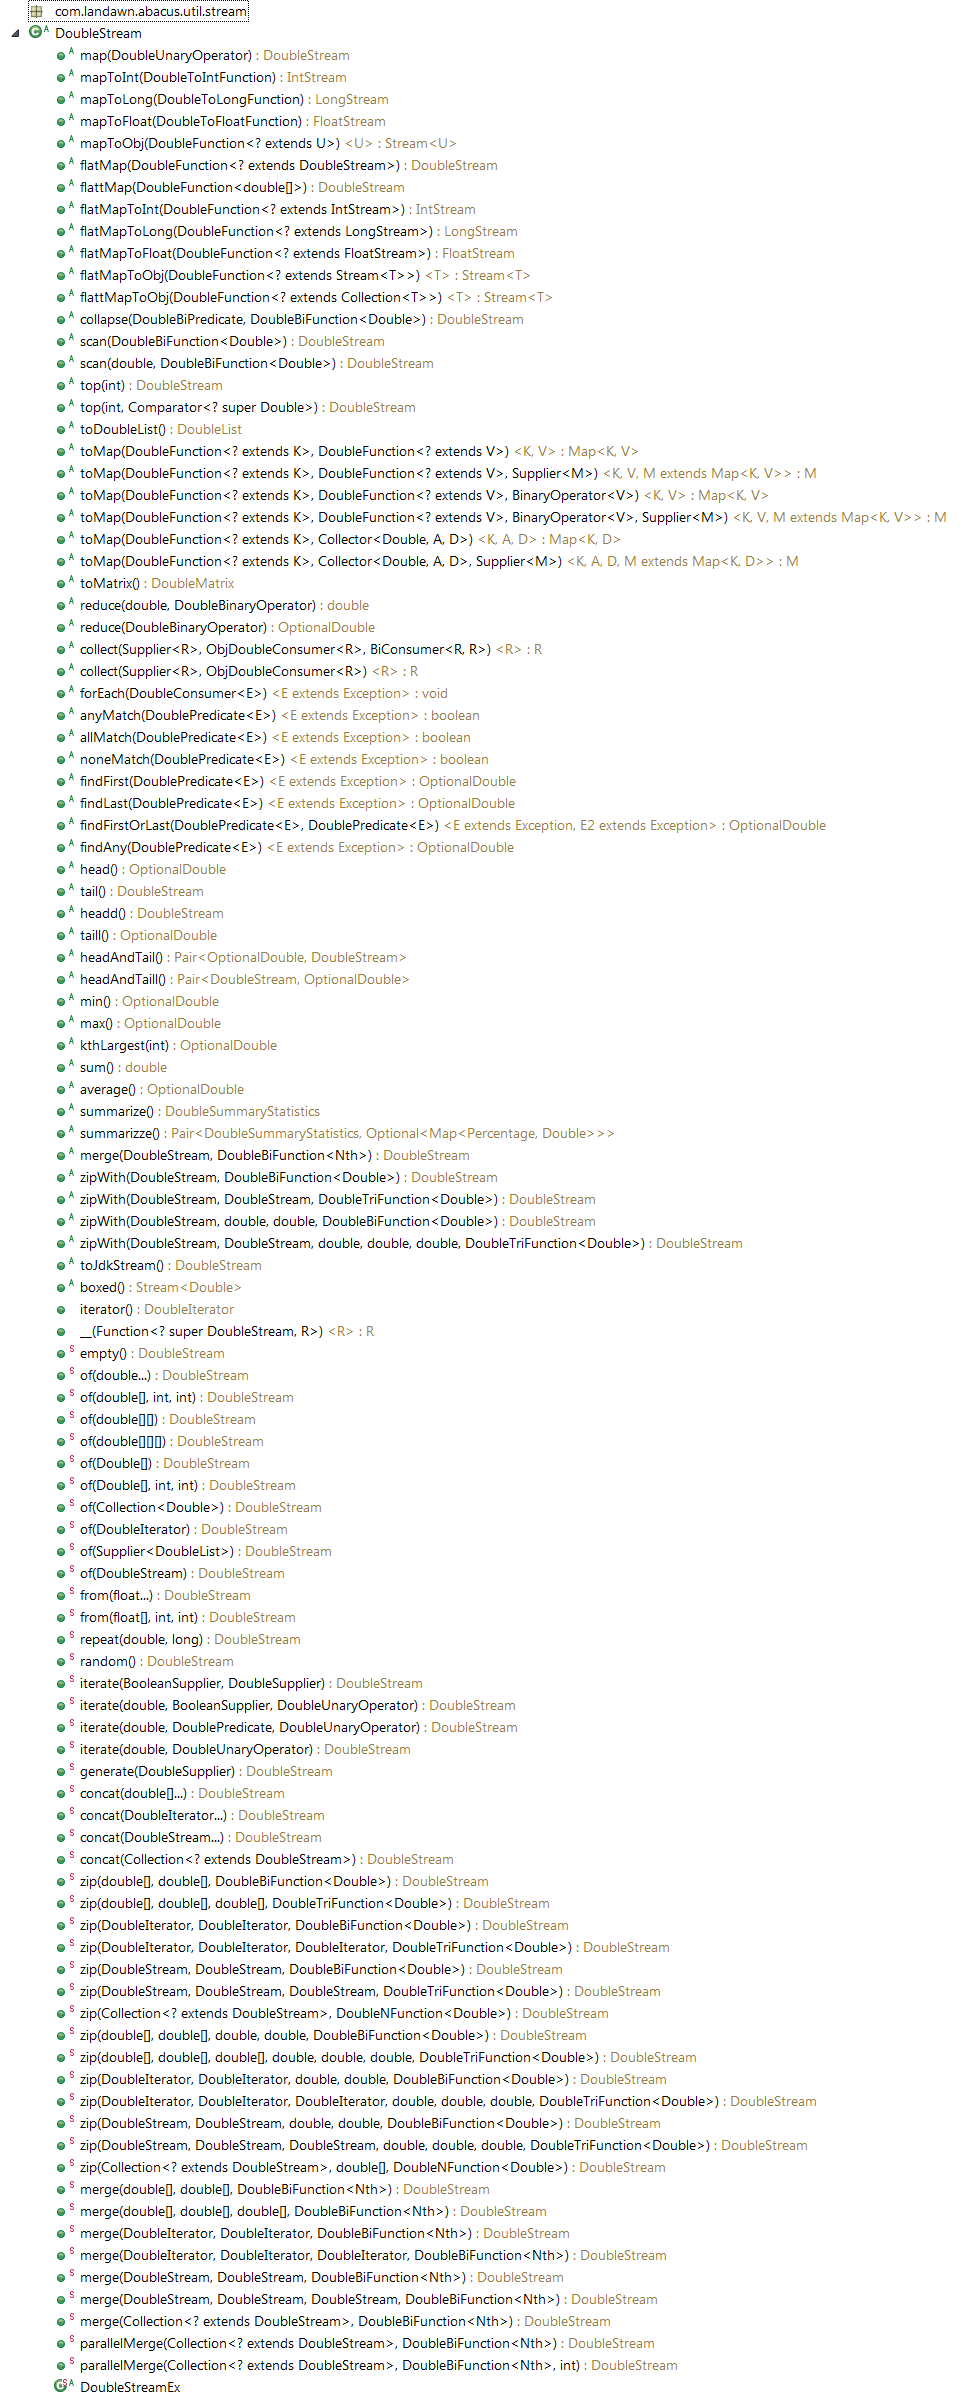 com.landawn.abacus.util.stream
DoubleStream
map(DoubleUnaryOperator) : DoubleStream
mapToInt(DoubleToIntFunction) : IntStream
mapToLong(DoubleToLongFunction) : LongStream
mapToFloat(DoubleToFloatFunction) : FloatStream
mapToObj(DoubleFunction<? extends U>) <U> : Stream<U>
flatMap(DoubleFunction<? extends DoubleStream>) : DoubleStream
flattMap(DoubleFunction<double[]>) : DoubleStream
flatMapToInt(DoubleFunction<? extends IntStream>) : IntStream
flatMapToLong(DoubleFunction<? extends LongStream>) : LongStream
flatMapToFloat(DoubleFunction<? extends FloatStream>) : FloatStream
flatMapToObj(DoubleFunction<? extends Stream<T>>) <T> : Stream<T>
flattMapToObj(DoubleFunction<? extends Collection<T>>) <T> : Stream<T>
collapse(DoubleBiPredicate, DoubleBiFunction<Double>) : DoubleStream
scan(DoubleBiFunction<Double>) : DoubleStream
scan(double, DoubleBiFunction<Double>) : DoubleStream
top(int) : DoubleStream
top(int, Comparator<? super Double>) : DoubleStream
toDoubleList() : DoubleList
toMap(DoubleFunction<? extends K>, DoubleFunction<? extends V>) <K, V> : Map<K, V>
toMap(DoubleFunction<? extends K>, DoubleFunction<? extends V>, Supplier<M>) <K, V, M extends Map<K, V>> : M
toMap(DoubleFunction<? extends K>, DoubleFunction<? extends V>, BinaryOperator<V>) <K, V> : Map<K, V>
toMap(DoubleFunction<? extends K>, DoubleFunction<? extends V>, BinaryOperator<V>, Supplier<M>) <K, V, M extends Map<K, V>> : M
toMap(DoubleFunction<? extends K>, Collector<Double, A, D>) <K, A, D> : Map<K, D>
toMap(DoubleFunction<? extends K>, Collector<Double, A, D>, Supplier<M>) <K, A, D, M extends Map<K, D>> : M
toMatrix() : DoubleMatrix
reduce(double, DoubleBinaryOperator) : double
reduce(DoubleBinaryOperator) : OptionalDouble
collect(Supplier<R>, ObjDoubleConsumer<R>, BiConsumer<R, R>) <R> : R
collect(Supplier<R>, ObjDoubleConsumer<R>) <R> : R
forEach(DoubleConsumer<E>) <E extends Exception> : void
anyMatch(DoublePredicate<E>) <E extends Exception> : boolean
allMatch(DoublePredicate<E>) <E extends Exception> : boolean
noneMatch(DoublePredicate<E>) <E extends Exception> : boolean
findFirst(DoublePredicate<E>) <E extends Exception> : OptionalDouble
findLast(DoublePredicate<E>) <E extends Exception> : OptionalDouble
findFirstOrLast(DoublePredicate<E>, DoublePredicate<E>) <E extends Exception, E2 extends Exception> : OptionalDouble
findAny(DoublePredicate<E>) <E extends Exception> : OptionalDouble
head() : OptionalDouble
tail() : DoubleStream
headd() : DoubleStream
taill() : OptionalDouble
headAndTail() : Pair<OptionalDouble, DoubleStream>
headAndTaill() : Pair<DoubleStream, OptionalDouble>
min() : OptionalDouble
max() : OptionalDouble
kthLargest(int) : OptionalDouble
sum() : double
average() : OptionalDouble
summarize() : DoubleSummaryStatistics
summarizze() : Pair<DoubleSummaryStatistics, Optional<Map<Percentage, Double>>>
merge(DoubleStream, DoubleBiFunction<Nth>) : DoubleStream
zipWith(DoubleStream, DoubleBiFunction<Double>) : DoubleStream
zipWith(DoubleStream, DoubleStream, DoubleTriFunction<Double>) : DoubleStream
zipWith(DoubleStream, double, double, DoubleBiFunction<Double>) : DoubleStream
zipWith(DoubleStream, DoubleStream, double, double, double, DoubleTriFunction<Double>) : DoubleStream
toJdkStream() : DoubleStream
boxed() : Stream<Double>
iterator() : DoubleIterator
__(Function<? super DoubleStream, R>) <R> : R
empty() : DoubleStream
of(double...) : DoubleStream
of(double[], int, int) : DoubleStream
of(double[][]) : DoubleStream
of(double[][][]) : DoubleStream
of(Double[]) : DoubleStream
of(Double[], int, int) : DoubleStream
of(Collection<Double>) : DoubleStream
of(DoubleIterator) : DoubleStream
of(Supplier<DoubleList>) : DoubleStream
of(DoubleStream) : DoubleStream
from(float...) : DoubleStream
from(float[], int, int) : DoubleStream
repeat(double, long) : DoubleStream
random() : DoubleStream
iterate(BooleanSupplier, DoubleSupplier) : DoubleStream
iterate(double, BooleanSupplier, DoubleUnaryOperator) : DoubleStream
iterate(double, DoublePredicate, DoubleUnaryOperator) : DoubleStream
iterate(double, DoubleUnaryOperator) : DoubleStream
generate(DoubleSupplier) : DoubleStream
concat(double[]...) : DoubleStream
concat(DoubleIterator...) : DoubleStream
concat(DoubleStream...) : DoubleStream
concat(Collection<? extends DoubleStream>) : DoubleStream
zip(double[], double[], DoubleBiFunction<Double>) : DoubleStream
zip(double[], double[], double[], DoubleTriFunction<Double>) : DoubleStream
zip(DoubleIterator, DoubleIterator, DoubleBiFunction<Double>) : DoubleStream
zip(DoubleIterator, DoubleIterator, DoubleIterator, DoubleTriFunction<Double>) : DoubleStream
zip(DoubleStream, DoubleStream, DoubleBiFunction<Double>) : DoubleStream
zip(DoubleStream, DoubleStream, DoubleStream, DoubleTriFunction<Double>) : DoubleStream
zip(Collection<? extends DoubleStream>, DoubleNFunction<Double>) : DoubleStream
zip(double[], double[], double, double, DoubleBiFunction<Double>) : DoubleStream
zip(double[], double[], double[], double, double, double, DoubleTriFunction<Double>) : DoubleStream
zip(DoubleIterator, DoubleIterator, double, double, DoubleBiFunction<Double>) : DoubleStream
zip(DoubleIterator, DoubleIterator, DoubleIterator, double, double, double, DoubleTriFunction<Double>) : DoubleStream
zip(DoubleStream, DoubleStream, double, double, DoubleBiFunction<Double>) : DoubleStream
zip(DoubleStream, DoubleStream, DoubleStream, double, double, double, DoubleTriFunction<Double>) : DoubleStream
zip(Collection<? extends DoubleStream>, double[], DoubleNFunction<Double>) : DoubleStream
merge(double[], double[], DoubleBiFunction<Nth>) : DoubleStream
merge(double[], double[], double[], DoubleBiFunction<Nth>) : DoubleStream
merge(DoubleIterator, DoubleIterator, DoubleBiFunction<Nth>) : DoubleStream
merge(DoubleIterator, DoubleIterator, DoubleIterator, DoubleBiFunction<Nth>) : DoubleStream
merge(DoubleStream, DoubleStream, DoubleBiFunction<Nth>) : DoubleStream
merge(DoubleStream, DoubleStream, DoubleStream, DoubleBiFunction<Nth>) : DoubleStream
merge(Collection<? extends DoubleStream>, DoubleBiFunction<Nth>) : DoubleStream
parallelMerge(Collection<? extends DoubleStream>, DoubleBiFunction<Nth>) : DoubleStream
parallelMerge(Collection<? extends DoubleStream>, DoubleBiFunction<Nth>, int) : DoubleStream
DoubleStreamEx